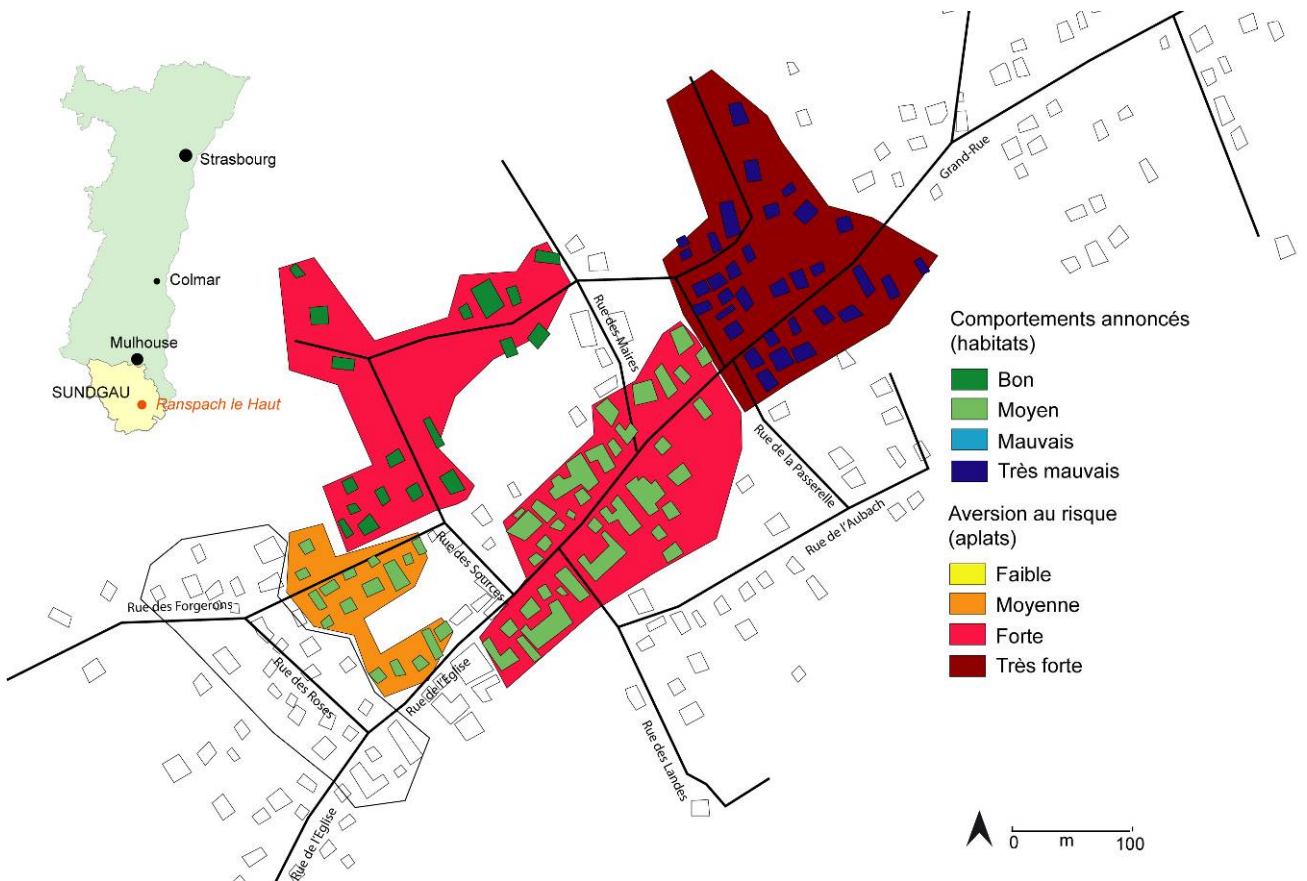 Strasbourg
Colmar
Mulhouse
SUNDGAU
Ranspach le Haut
Grand-Rue
Rue des Maires
Rue de la Passerelle
Rue de l'Aubach
Rue des Sources
Rue des Forgerons
Rue des Roses
Rue de l'Eglise
Rue de l'Eglise
Rue des Landes
Comportements annoncés
(habitats)
Bon
Moyen
Mauvais
Très mauvais
Aversion au risque
(aplats)
Faible
Moyenne
Forte
Très forte
0 m 100